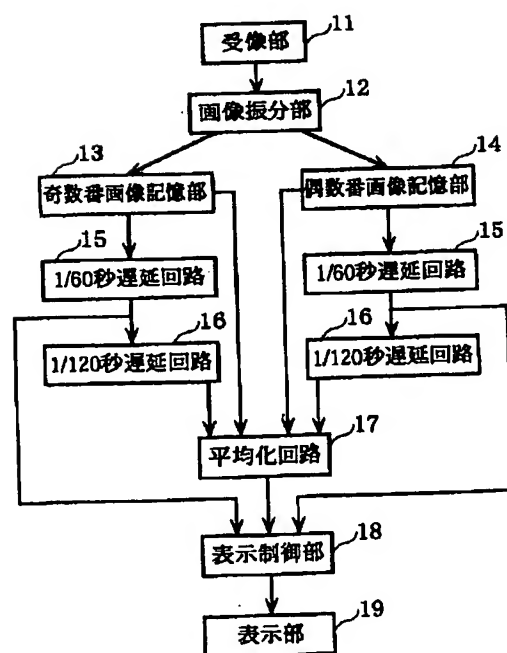 11
受像部
12
画像振分部
13
奇数番画像記憶部
14
偶数番画像記憶部
15
1/60秒遅延回路
15
1/60秒遅延回路
16
1/120秒遅延回路
16
1/120秒遅延回路
17
平均化回路
18
表示制御部
19
表示部